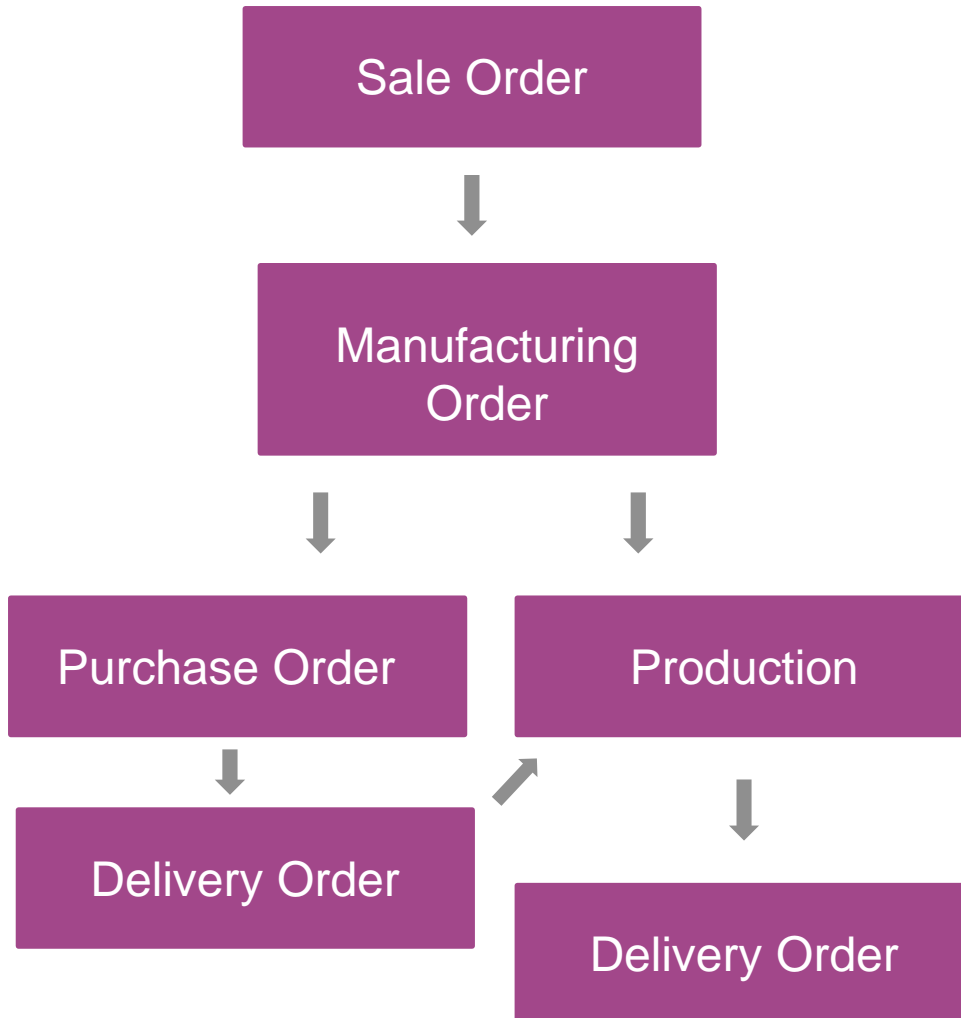 Sale Order
Manufacturing
Order
Purchase Order
Production
Delivery Order
Delivery Order